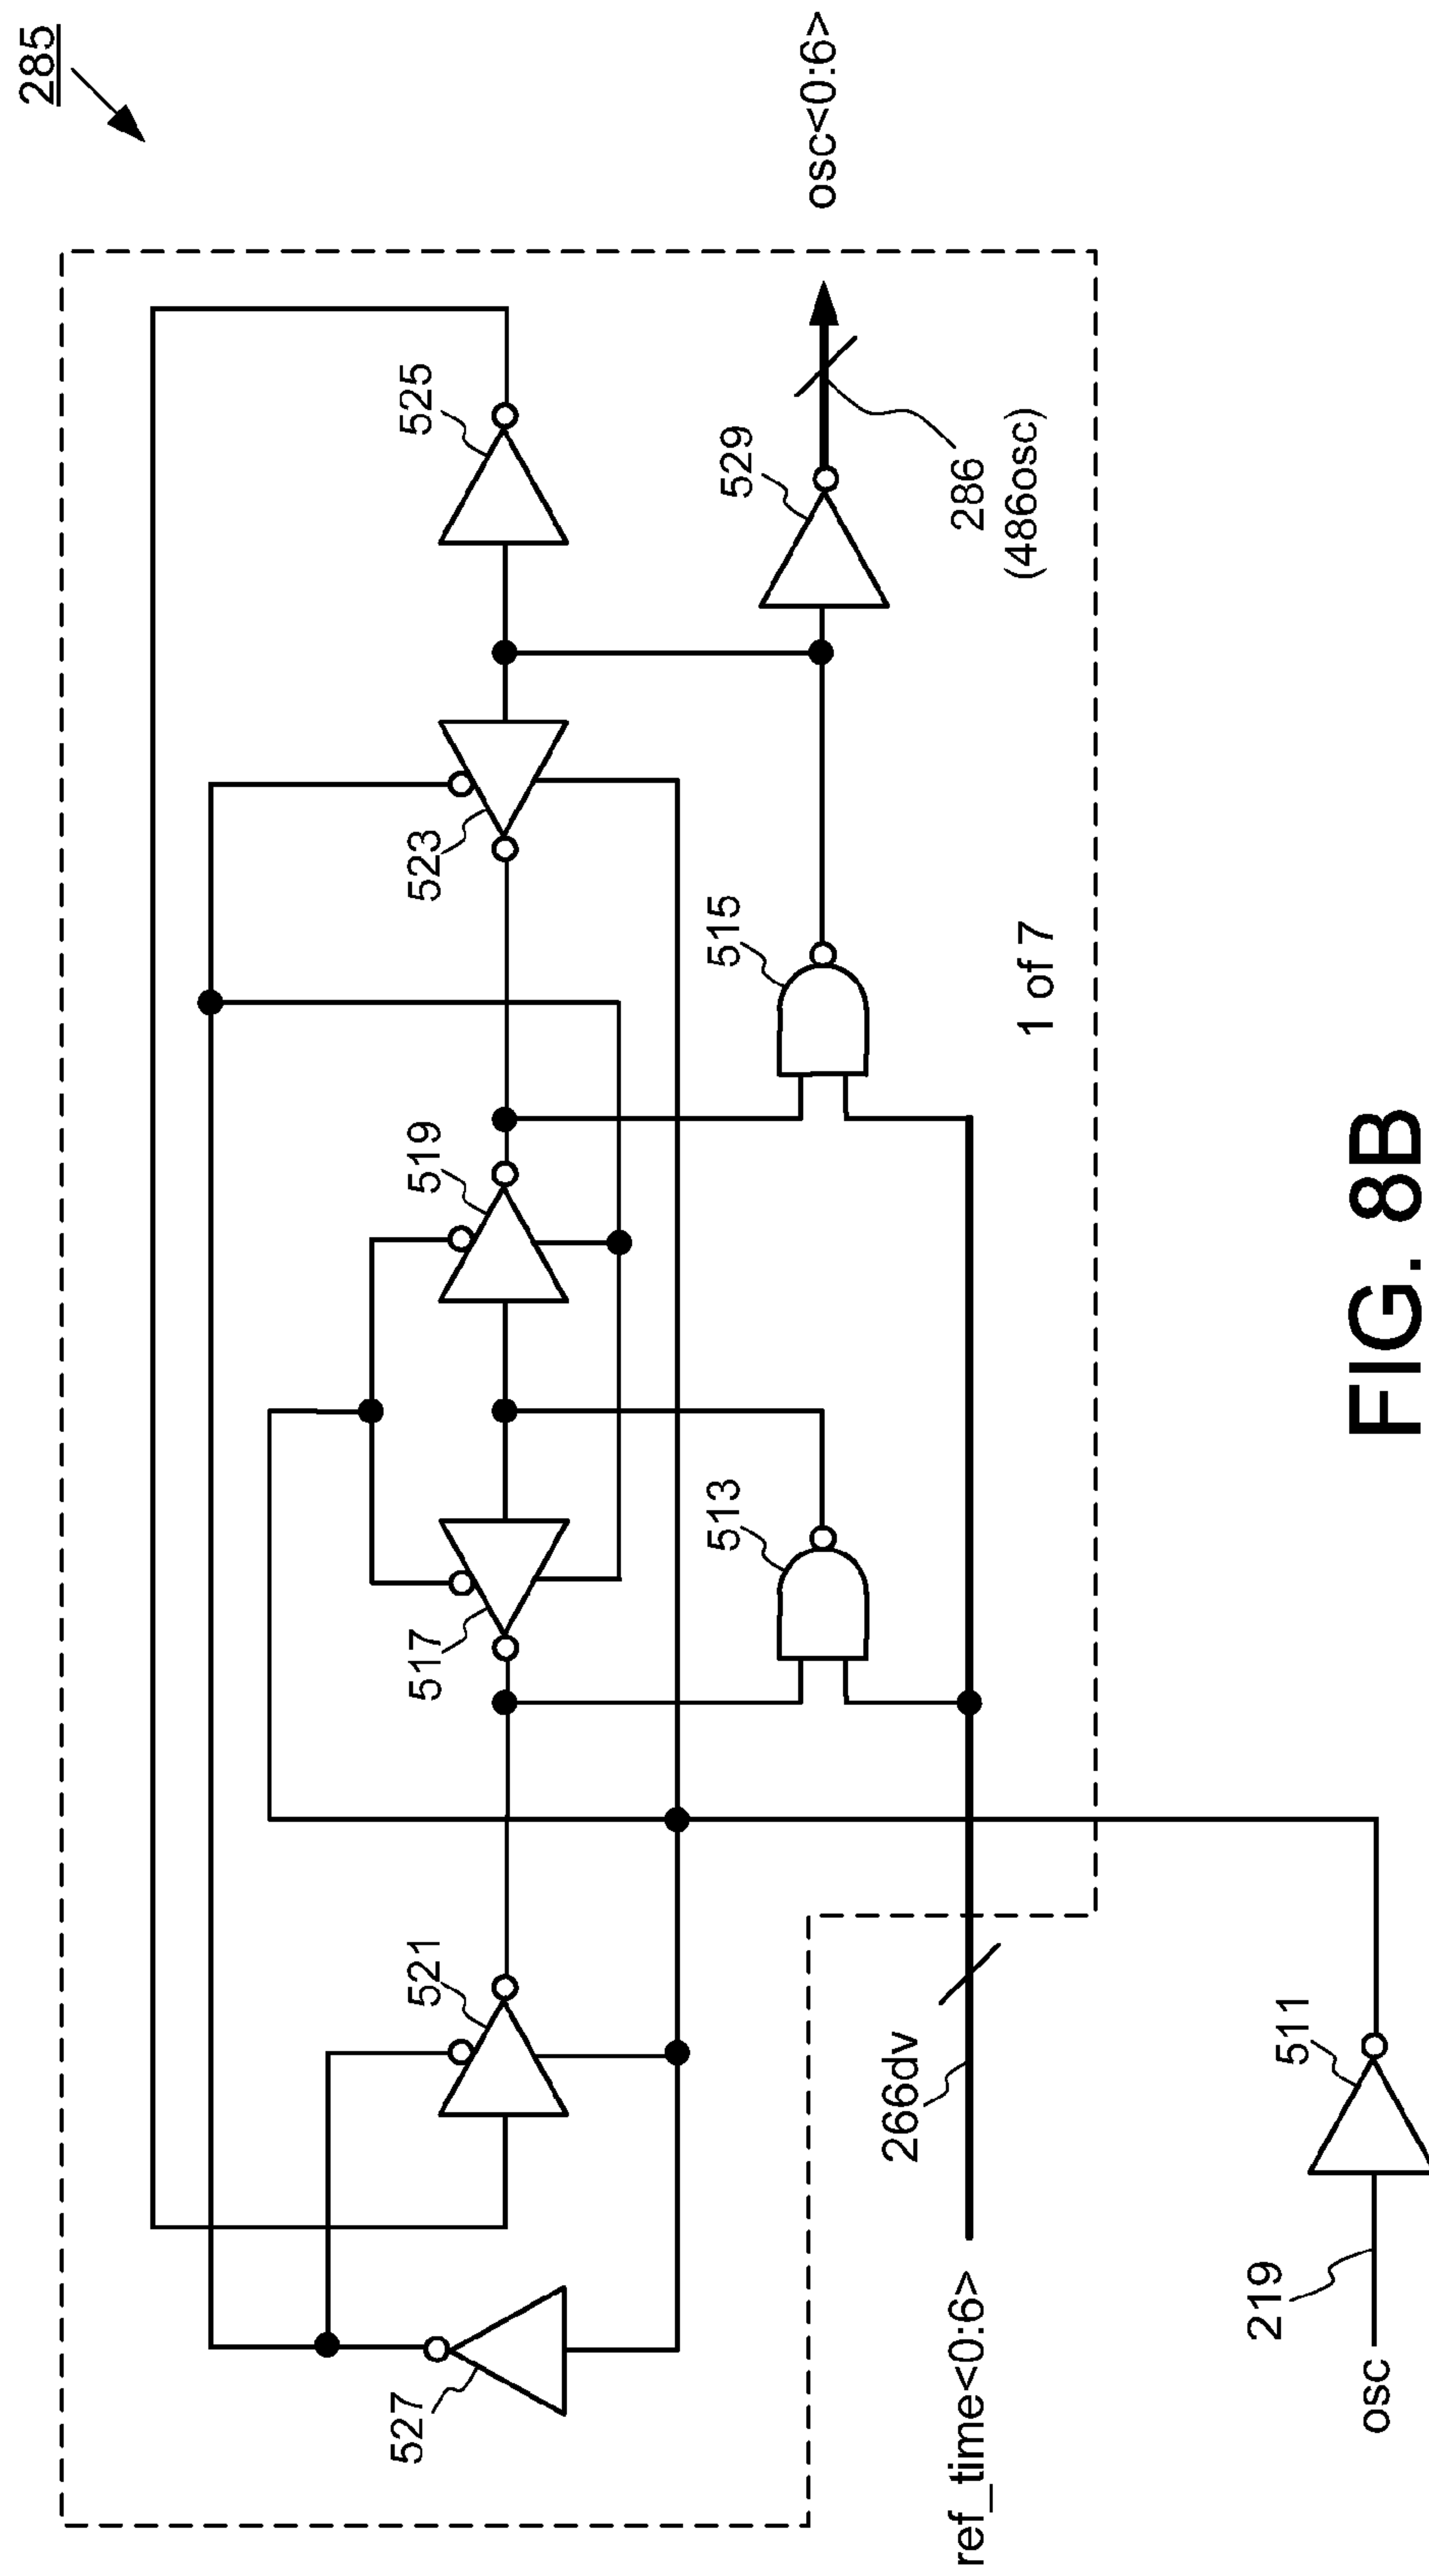 285
525
osc<0:6>
529
286
(486osc)
523
515
1 of 7
519
517
513
521
266dv
527
ref_time<0:6>
511
219
osc
FIG. 8B